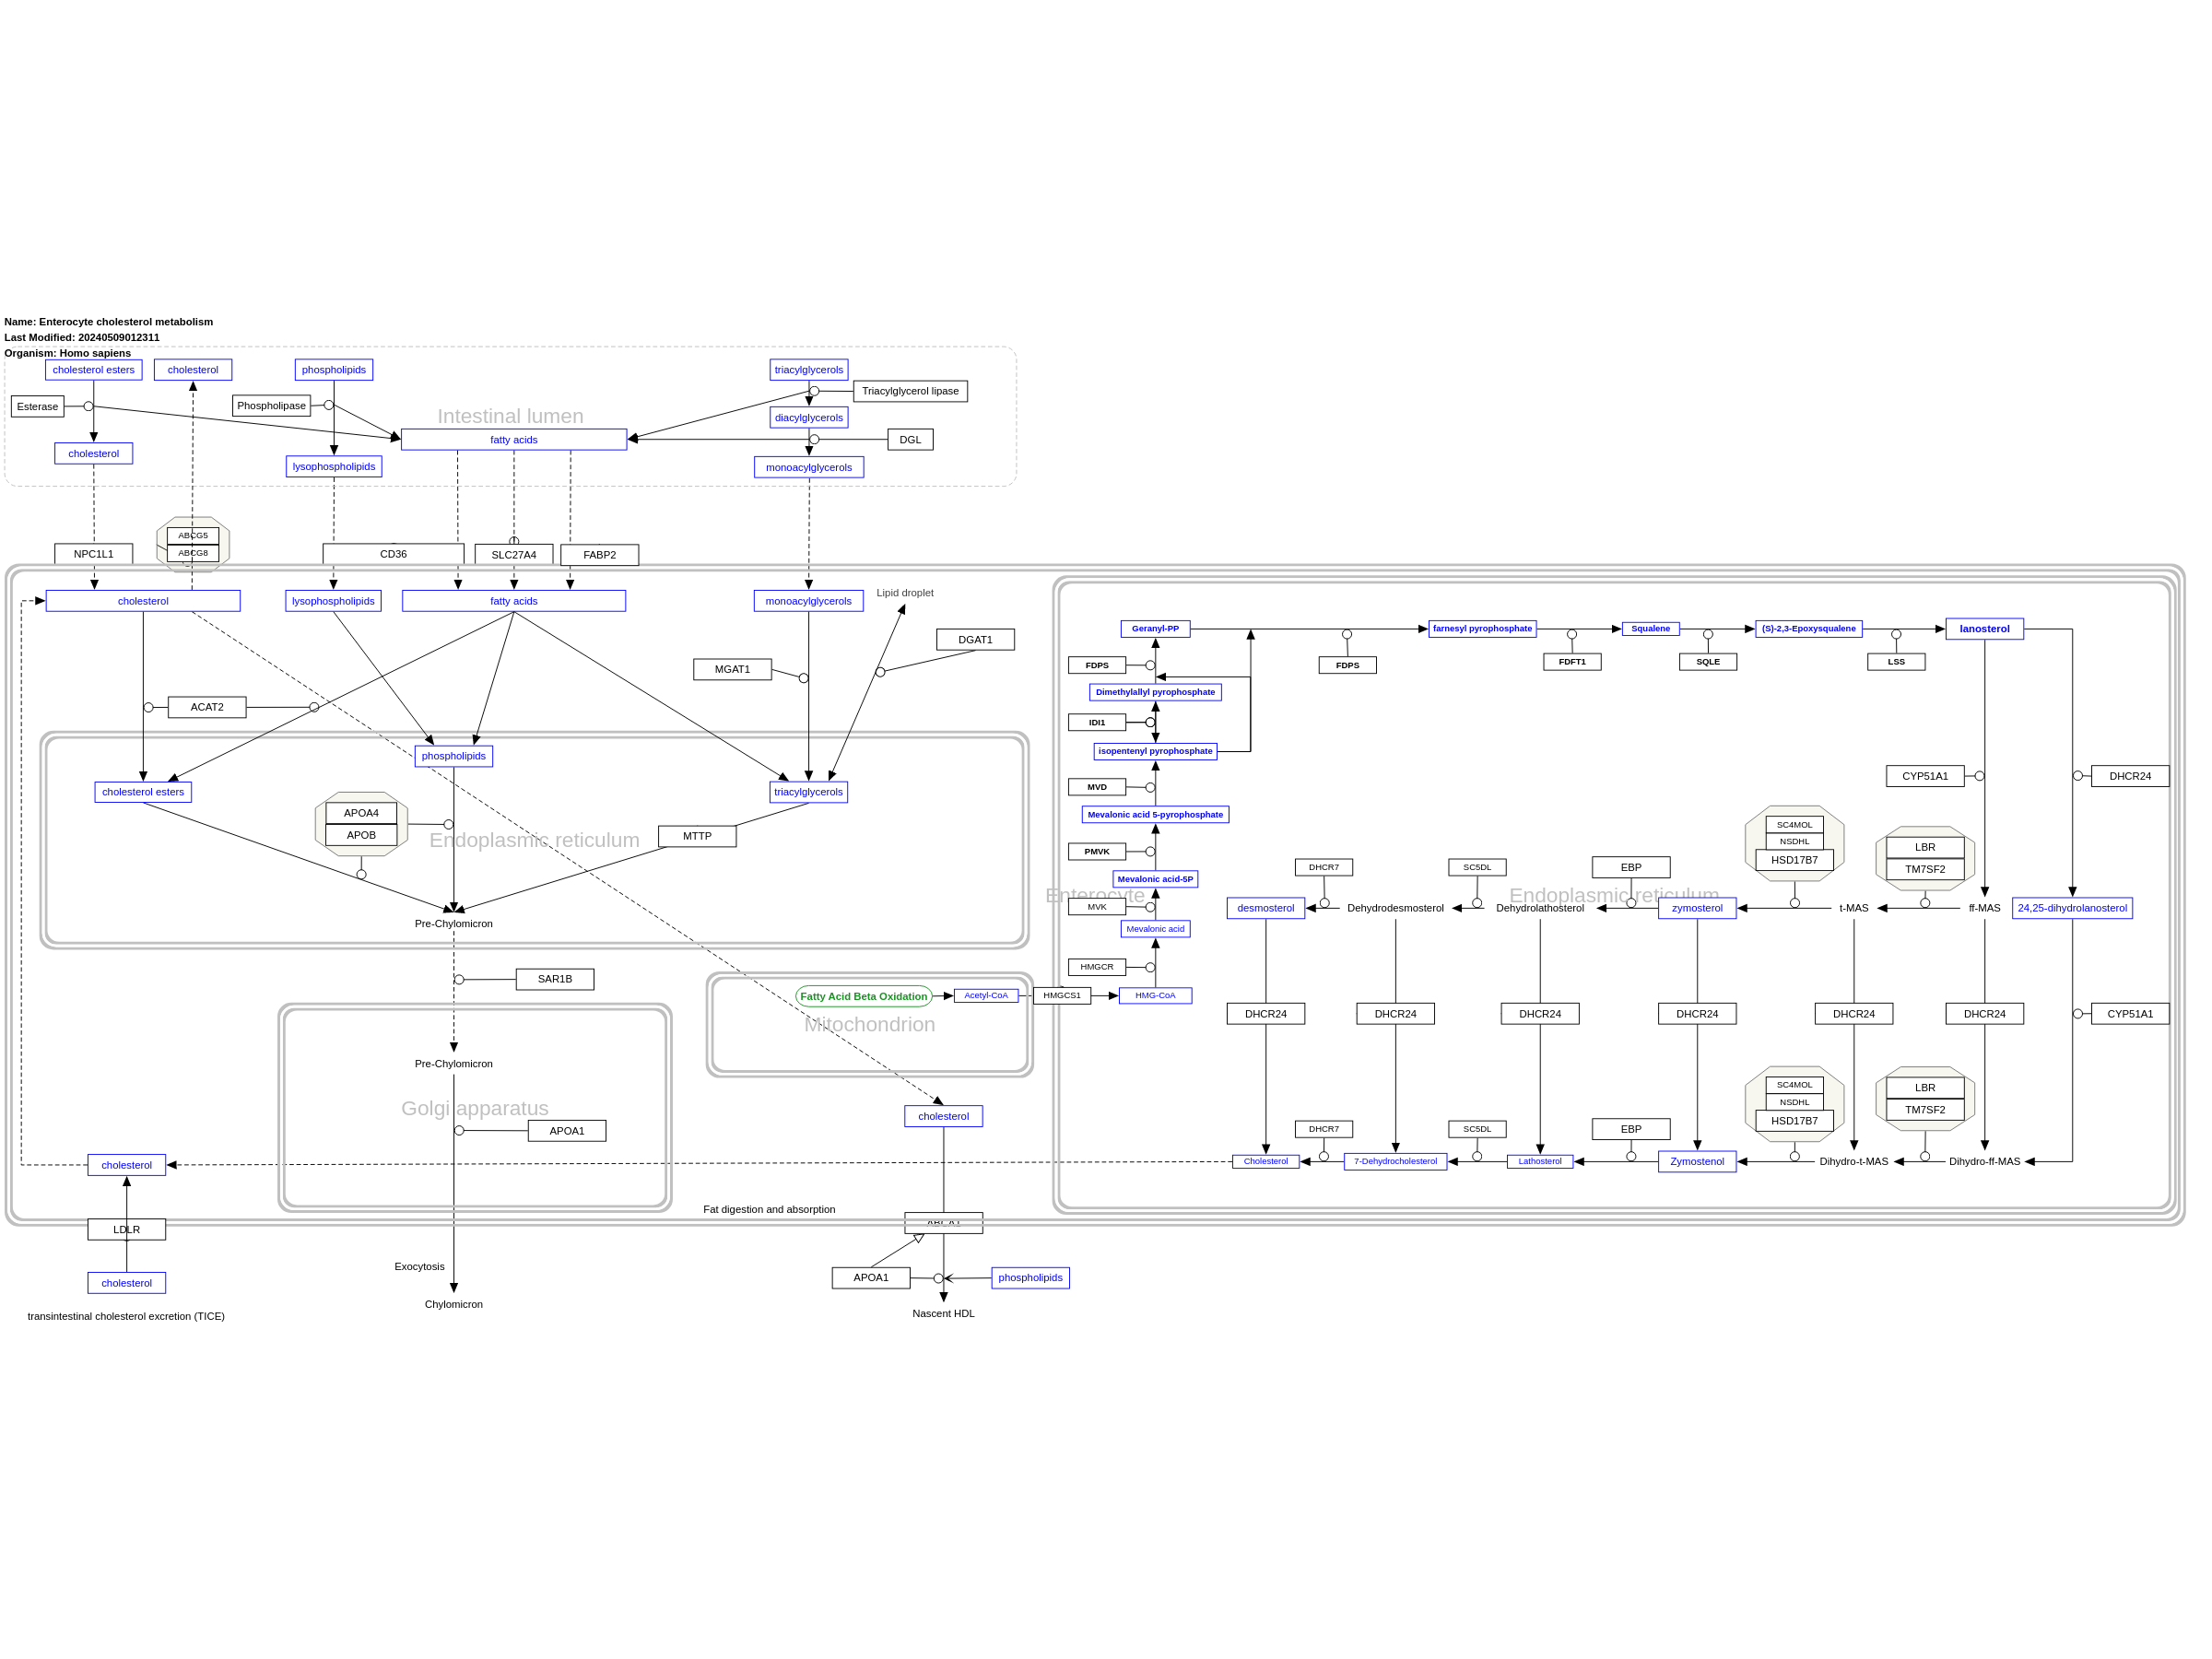 Name: Enterocyte cholesterol metabolism
Last Modified: 20240509012311
Organism: Homo sapiens
cholesterol esters
cholesterol
phospholipids
triacylglycerols
Esterase
Phospholipase
Triacylglycerol lipase
Intestinal lumen
diacylglycerols
fatty acids
DGL
cholesterol
lysophospholipids
monoacylglycerols
ABCG5
ABCG8
NPC1L1
CD36
SLC27A4
FABP2
cholesterol
lysophospholipids
fatty acids
monoacylglycerols
Lipid droplet
DGAT1
MGAT1
ACAT2
phospholipids
cholesterol esters
triacylglycerols
APOA4
APOB
Endoplasmic reticulum
MTTP
Pre-Chylomicron
SAR1B
Fatty Acid Beta Oxidation
Acetyl-CoA
HMGCS1
HMG-CoA
Mitochondrion
Pre-Chylomicron
Golgi apparatus
APOA1
cholesterol
cholesterol
Fat digestion and absorption
LDLR
ABCA1
Exocytosis
APOA1
phospholipids
cholesterol
Chylomicron
Nascent HDL
transintestinal cholesterol excretion (TICE)
Geranyl-PP
farnesyl pyrophosphate
Squalene
(S)-2,3-Epoxysqualene
lanosterol
FDPS
FDPS
FDFT1
SQLE
LSS
Dimethylallyl pyrophosphate
IDI1
isopentenyl pyrophosphate
MVD
CYP51A1
DHCR24
Mevalonic acid 5-pyrophosphate
PMVK
SC4MOL
NSDHL
HSD17B7
LBR
TM7SF2
Mevalonic acid-5P
DHCR7
SC5DL
EBP
Enterocyte
Endoplasmic reticulum
MVK
desmosterol
Dehydrodesmosterol
Dehydrolathosterol
zymosterol
t-MAS
ff-MAS
24,25-dihydrolanosterol
Mevalonic acid
HMGCR
DHCR24
DHCR24
DHCR24
DHCR24
DHCR24
DHCR24
CYP51A1
SC4MOL
NSDHL
HSD17B7
LBR
TM7SF2
DHCR7
SC5DL
EBP
Cholesterol
7-Dehydrocholesterol
Lathosterol
Zymostenol
Dihydro-t-MAS
Dihydro-ff-MAS